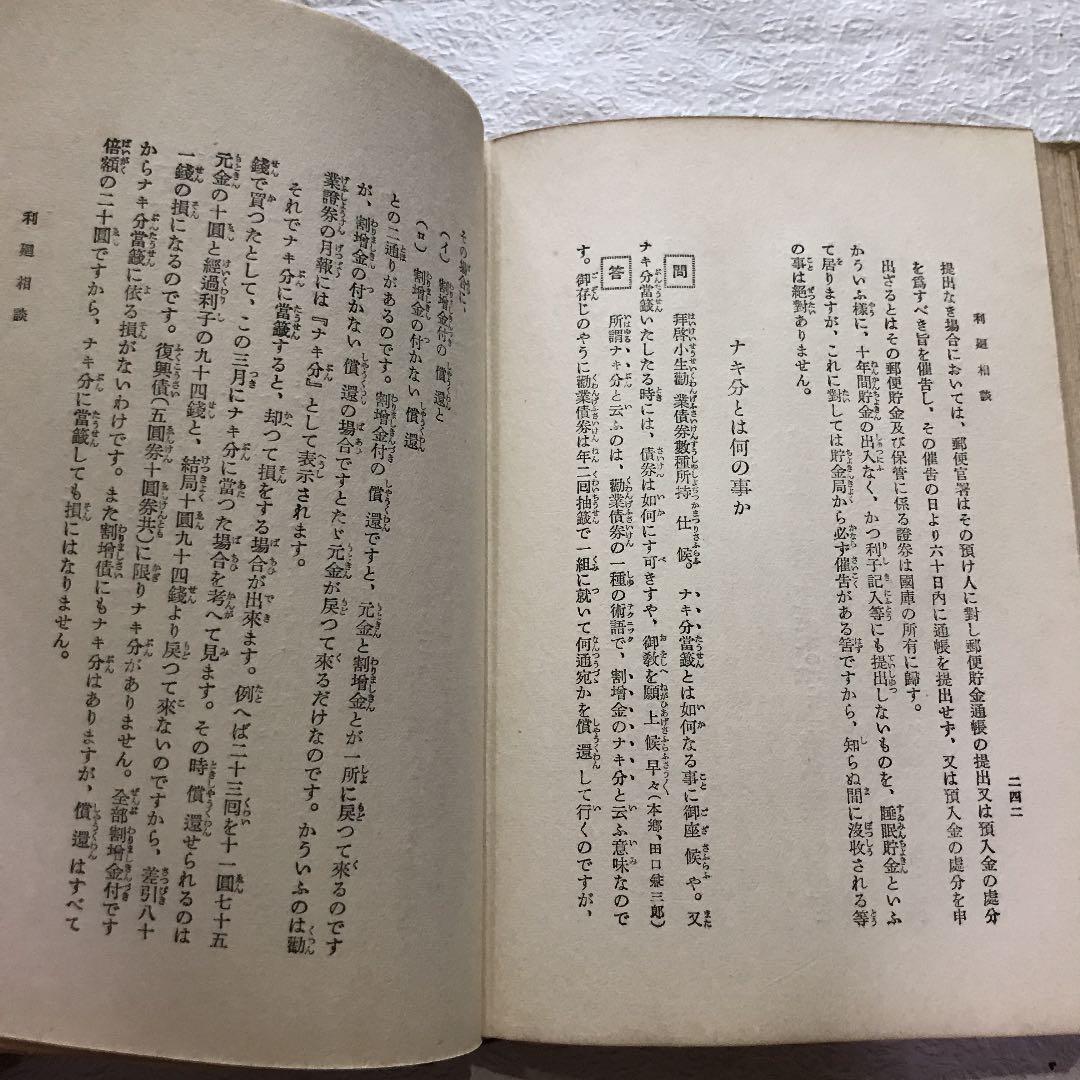 利廻相談
二四二
提出なき場合においては、郵便官署はその預け人に對し郵便貯金通帳の提出又は預入金の處分
を爲すべき旨を催告し、その催告の日より六十日內に通帳を提出せず、又は預入金の處分を申
出ざるとはその郵便貯金及び保管に係る證券は國庫の所有に歸す。
かういふ樣に、十年間貯金の出入なく、かつ利子記入等にも提出しないものを、睡眠貯金といふ
て居りますが、これに對しては貯金局から必ず催告がある筈ですから、知らぬ間に沒收される等
の事は絕對ありません。
ナキ分とは何の事か
問 拜啓小生勸業債券數種所持仕候。ナキ分當籤とは如何なる事に御座候や。又
ナキ分當籤いたしたる時には、債券は如何にす可きすや、御敎を願上候早々(本鄕、田口兼三郞)
答 所謂ナキ分と云ふのは、勸業債券の一種の術語で、割增金のナキ分と云ふ意味なので
す。御存じのやうに勸業債券は年二回抽籤で一組に就いて何通宛かを償還して行くのですが、
その場合に、
(イ) 割增金付の償還と
(ロ) 割增金の付かない償還
との二通りがあるのです。割增金付の償還ですと、元金と割增金とが一所に戾つて來るのです
が、割增金の付かない償還の場合ですとたゞ元金が戾つて來るだけなのです。かういふのは勸
業證券の月報には『ナキ分』として表示されます。
それでナキ分に當籤すると、却つて損をする場合が出來ます。例へば二十三回を十一圓七十五
錢で買つたとして、この三月にナキ分に當つた場合を考へて見ます。その時償還せられるのは
元金の十圓と經過利子の九十四錢と、結局十圓九十四錢より戾つて來ないのですから、差引八十
一錢の損になるのです。復興債(五圓券十圓券共)に限りナキ分がありません。全部割增金付です
からナキ分當籤に依る損がないわけです。また割增債にもナキ分はありますが、償還はすべて
倍額の二十圓ですから、ナキ分に當籤しても損にはなりません。
利廻相談